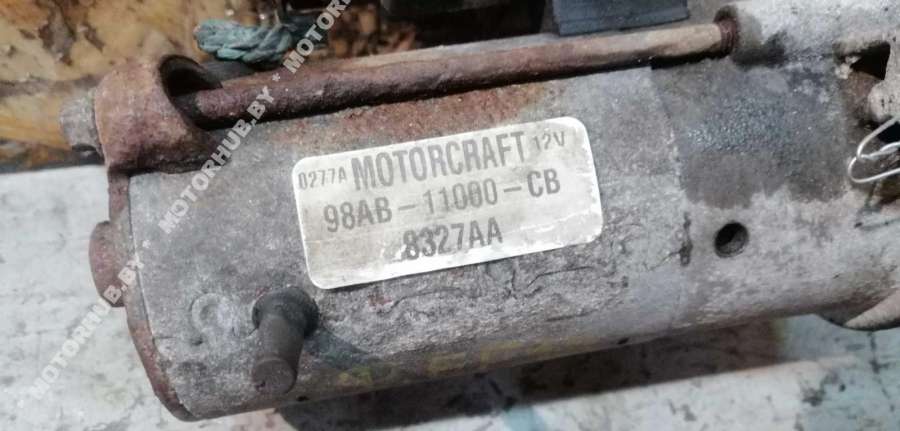 0277A MOTORCRAFT 12V
98AB-11000-CB
8327AA
MOTORHUB.BY * MOTORHUB.BY * MOTORHUB.BY